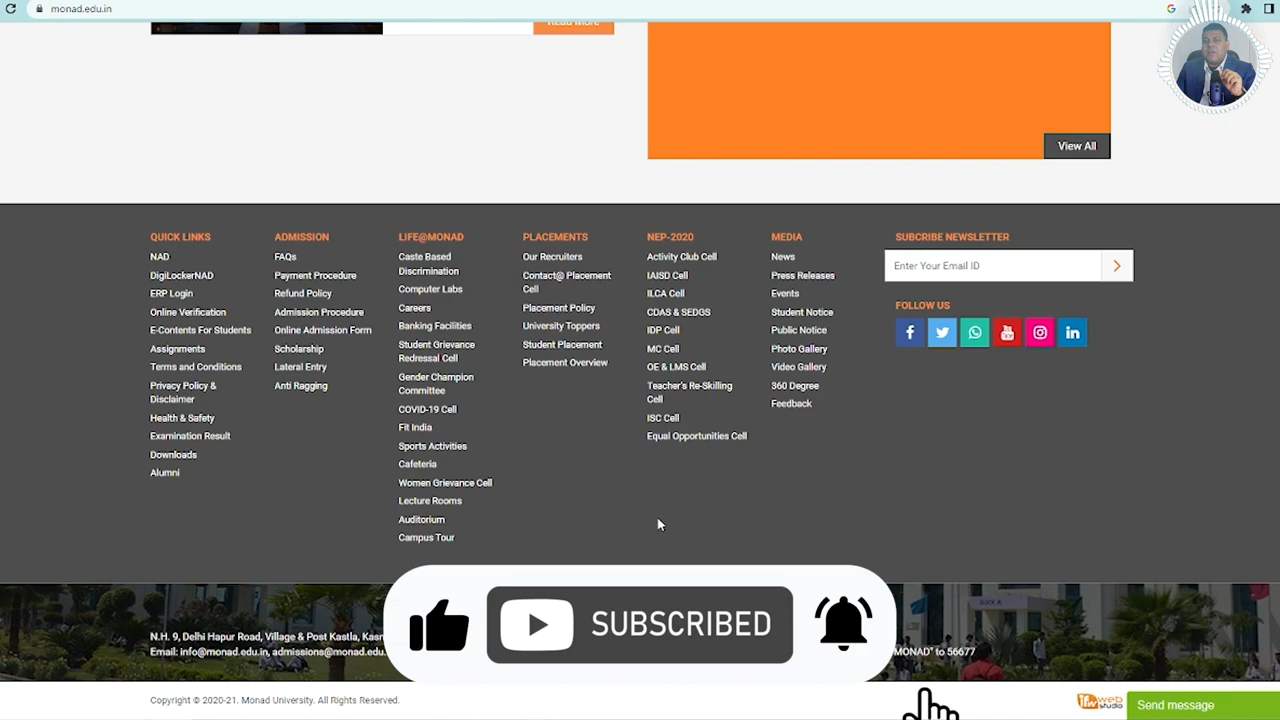 monad.edu.in
Read More
View All
QUICK LINKS
NAD
DigiLockerNAD
ERP Login
Online Verification
E-Contents For Students
Assignments
Terms and Conditions
Privacy Policy &
Disclaimer
Health & Safety
Examination Result
Downloads
Alumni
ADMISSION
FAQs
Payment Procedure
Refund Policy
Admission Procedure
Online Admission Form
Scholarship
Lateral Entry
Anti Ragging
LIFE@MONAD
Caste Based
Discrimination
Computer Labs
Careers
Banking Facilities
Student Grievance
Redressal Cell
Gender Champion
Committee
COVID-19 Cell
Fit India
Sports Activities
Cafeteria
Women Grievance Cell
Lecture Rooms
Auditorium
Campus Tour
PLACEMENTS
Our Recruiters
Contact@ Placement
Cell
Placement Policy
University Toppers
Student Placement
Placement Overview
NEP-2020
Activity Club Cell
IAISD Cell
ILCA Cell
CDAS & SEDGS
IDP Cell
MC Cell
OE & LMS Cell
Teacher's Re-Skilling
Cell
ISC Cell
Equal Opportunities Cell
MEDIA
News
Press Releases
Events
Student Notice
Public Notice
Photo Gallery
Video Gallery
360 Degree
Feedback
SUBCRIBE NEWSLETTER
Enter Your Email ID
FOLLOW US
SUBSCRIBED
N.H. 9, Delhi Hapur Road, Village & Post Kastla, Kasn
Email: info@monad.edu.in, admissions@monad.edu. MONAD" to 56677
Copyright © 2020-21. Monad University. All Rights Reserved.
web
studio
Send message